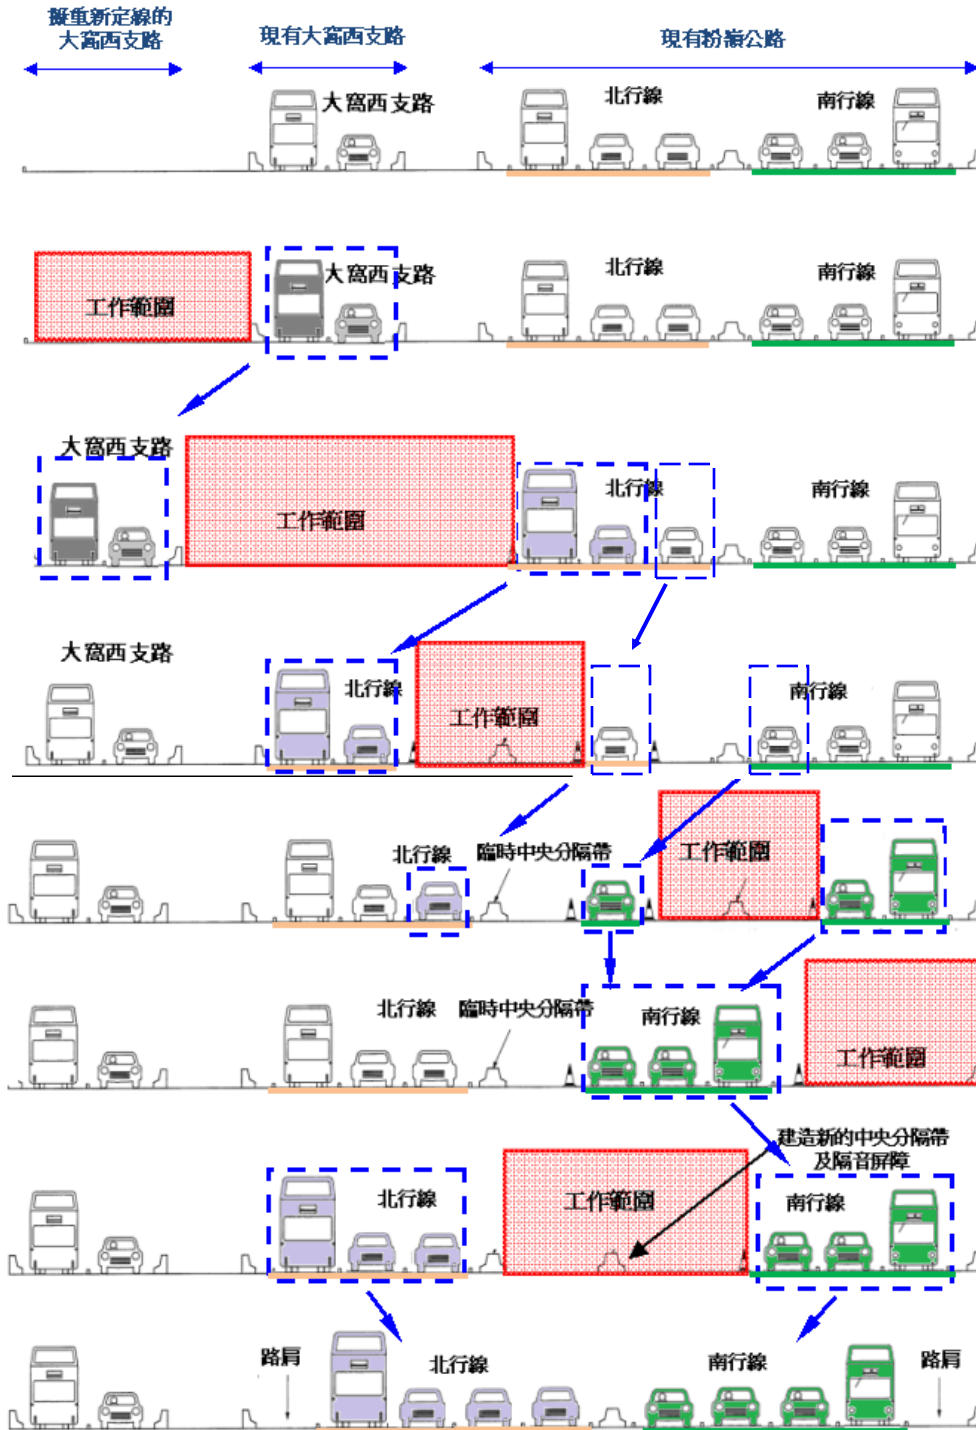 擬重新定線的
大窩西支路
現有大窩西支路
現有粉嶺公路
大窩西支路
北行線
南行線
大窩西支路
北行線
南行線
工作範圍
大窩西支路
北行線
南行線
工作範圍
大窩西支路
北行線
南行線
工作範圍
北行線
臨時中央分隔帶
工作範圍
北行線
臨時中央分隔帶
南行線
工作範圍
建造新的中央分隔帶
及隔音屏障
北行線
工作範圍
南行線
路肩
北行線
南行線
路肩